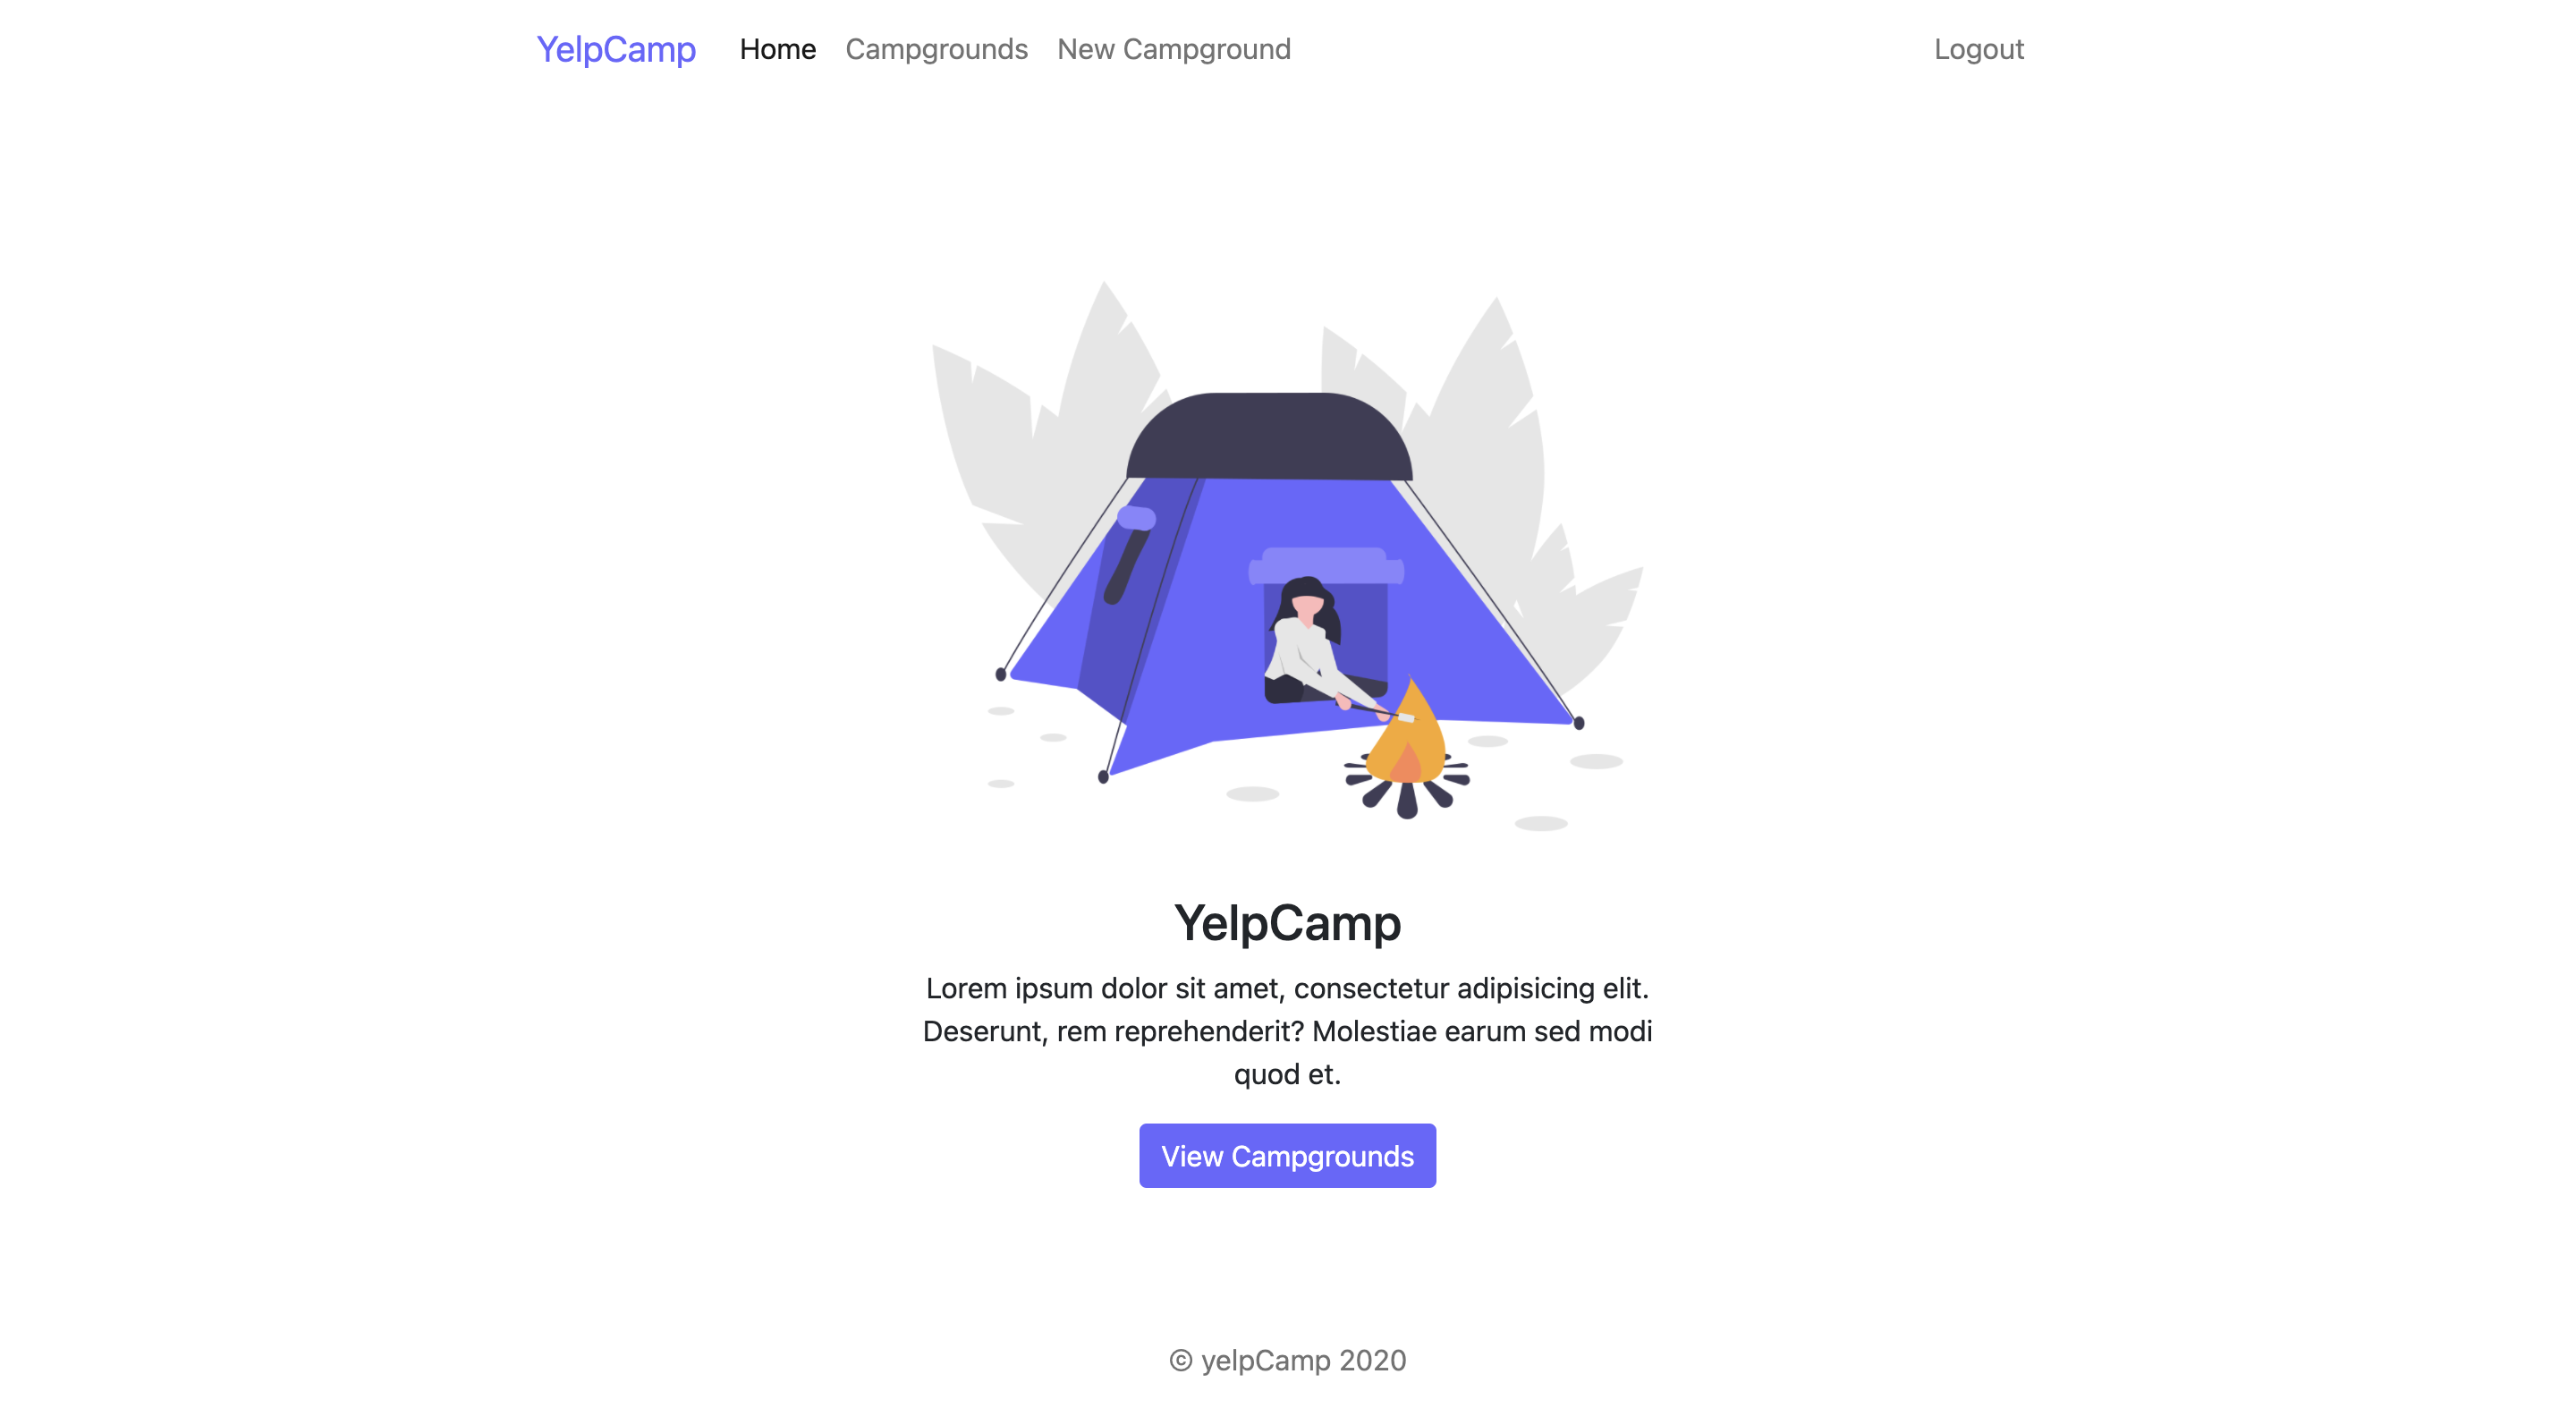 YelpCamp Home Campgrounds New Campground Logout
YelpCamp
Lorem ipsum dolor sit amet, consectetur adipisicing elit.
Deserunt, rem reprehenderit? Molestiae earum sed modi
quod et.
View Campgrounds
© yelpCamp 2020